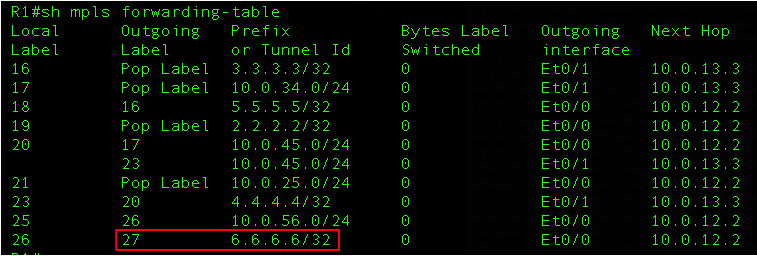 R1#sh mpls forwarding-table
Local      Outgoing   Prefix           Bytes Label   Outgoing   Next Hop
Label      Label      or Tunnel Id     Switched      interface
16         Pop Label  3.3.3.3/32       0             Et0/1      10.0.13.3
17         Pop Label  10.0.34.0/24     0             Et0/1      10.0.13.3
18         16         5.5.5.5/32       0             Et0/0      10.0.12.2
19         Pop Label  2.2.2.2/32       0             Et0/0      10.0.12.2
20         17         10.0.45.0/24     0             Et0/0      10.0.12.2
           23         10.0.45.0/24     0             Et0/1      10.0.13.3
21         Pop Label  10.0.25.0/24     0             Et0/0      10.0.12.2
23         20         4.4.4.4/32       0             Et0/1      10.0.13.3
25         26         10.0.56.0/24     0             Et0/0      10.0.12.2
26         27         6.6.6.6/32       0             Et0/0      10.0.12.2
R1#